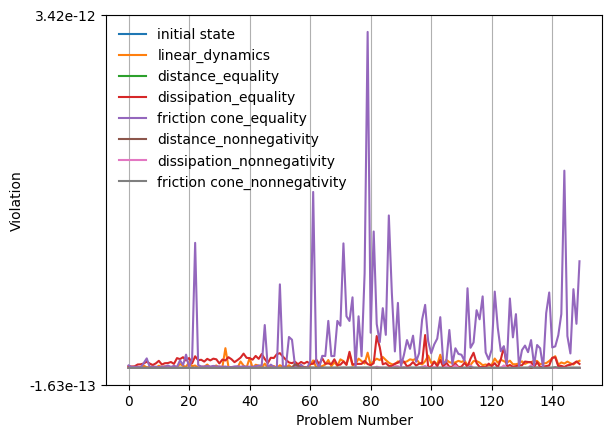 3.42e-12
initial state
linear_dynamics
distance_equality
dissipation_equality
friction cone_equality
distance_nonnegativity
dissipation_nonnegativity
friction cone_nonnegativity
Violation
-1.63e-13
0 20 40 60 80 100 120 140
Problem Number